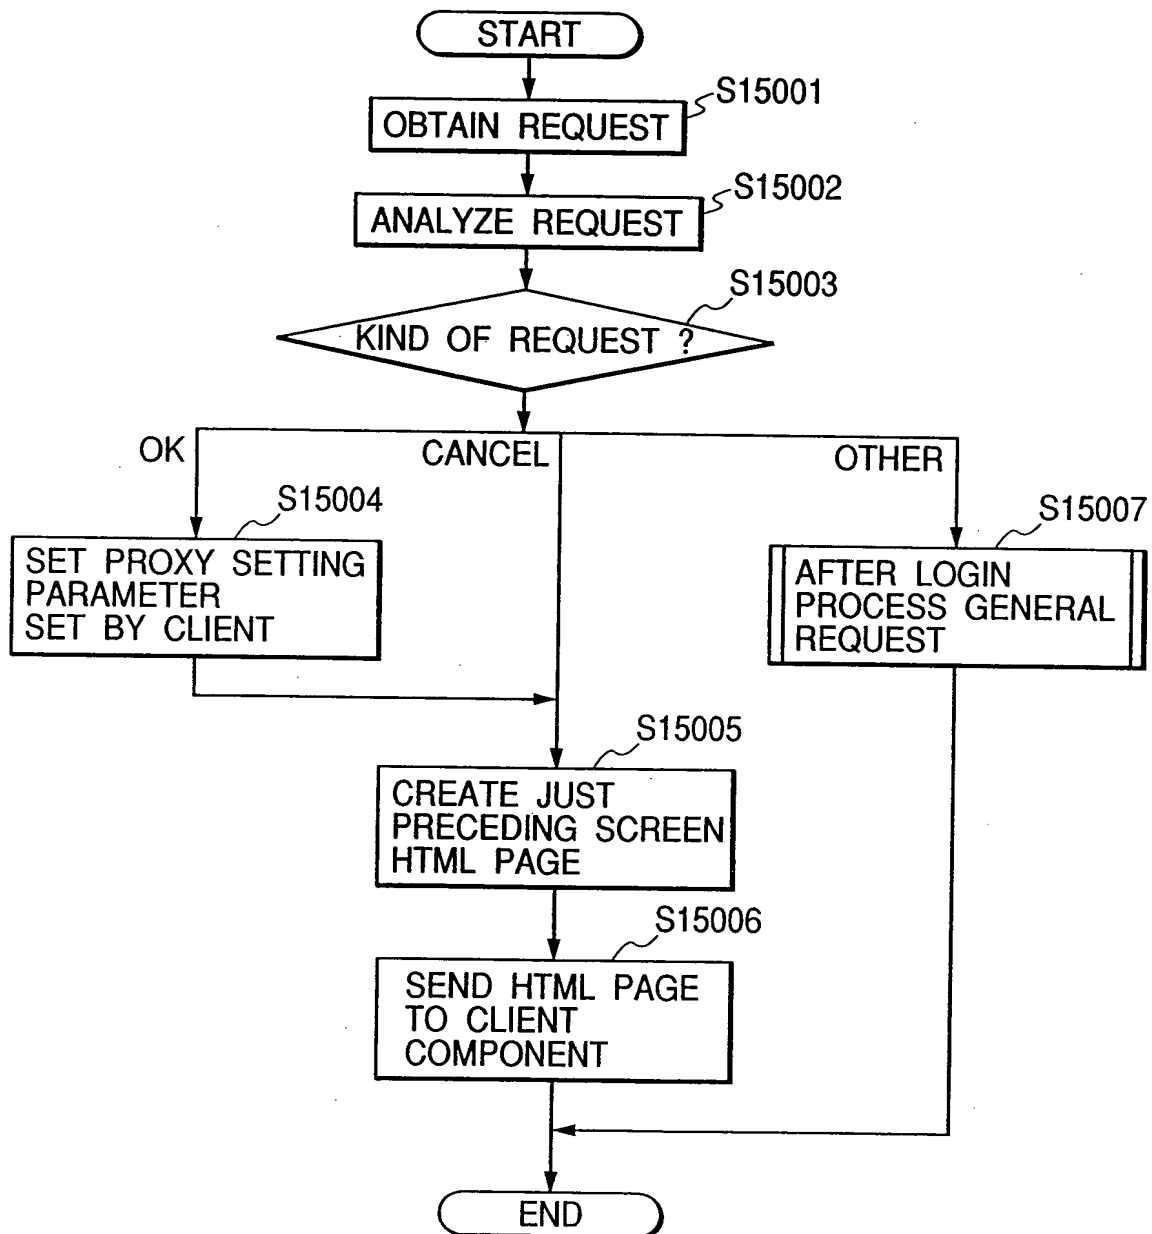 START
S15001
OBTAIN REQUEST
S15002
ANALYZE REQUEST
S15003
KIND OF REQUEST ?
OK
CANCEL
OTHER
S15004
SET PROXY SETTING
PARAMETER
SET BY CLIENT
S15007
AFTER LOGIN
PROCESS GENERAL
REQUEST
S15005
CREATE JUST
PRECEDING SCREEN
HTML PAGE
S15006
SEND HTML PAGE
TO CLIENT
COMPONENT
END